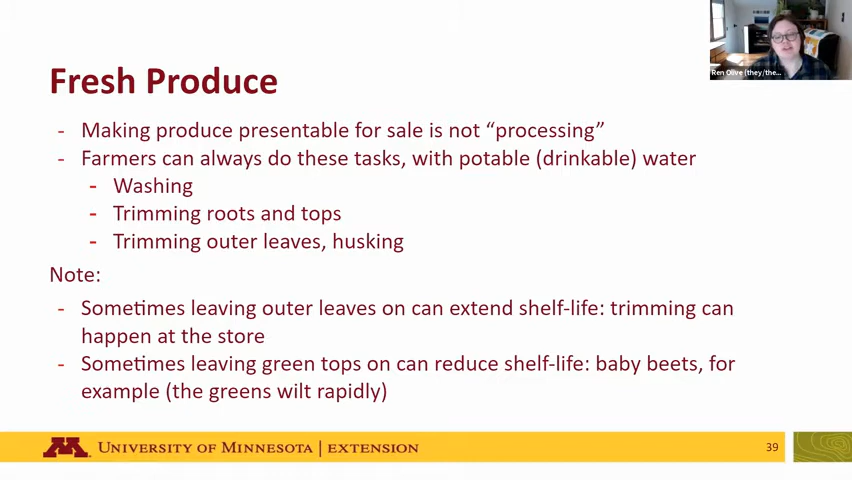 Ren Olive (they/the...
Fresh Produce
- Making produce presentable for sale is not “processing”
- Farmers can always do these tasks, with potable (drinkable) water
- Washing
- Trimming roots and tops
- Trimming outer leaves, husking
Note:
- Sometimes leaving outer leaves on can extend shelf-life: trimming can
happen at the store
- Sometimes leaving green tops on can reduce shelf-life: baby beets, for
example (the greens wilt rapidly)
M University of Minnesota | EXTENSION
39